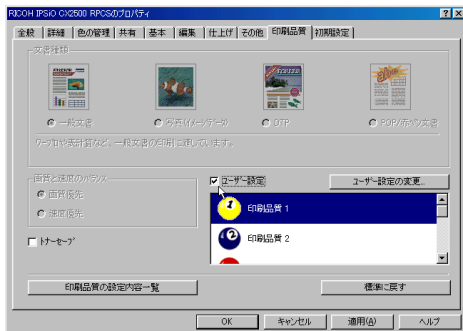 RICOH IPSiO CX2500 RPCSのプロパティ
全般 詳細 色の管理 共有 基本 編集 仕上げ その他 印刷品質 初期設定
文書種類
一般文書 写真(イメージデータ) DTP POP/赤ペン文書
ワープロや表計算など、一般文書の印刷に適しています。
画質と速度のバランス
画質優先
速度優先
トナーセーブ
ユーザー設定 ユーザー設定の変更...
1 印刷品質 1
2 印刷品質 2
印刷品質の設定内容一覧 標準に戻す
OK キャンセル 適用(A) ヘルプ